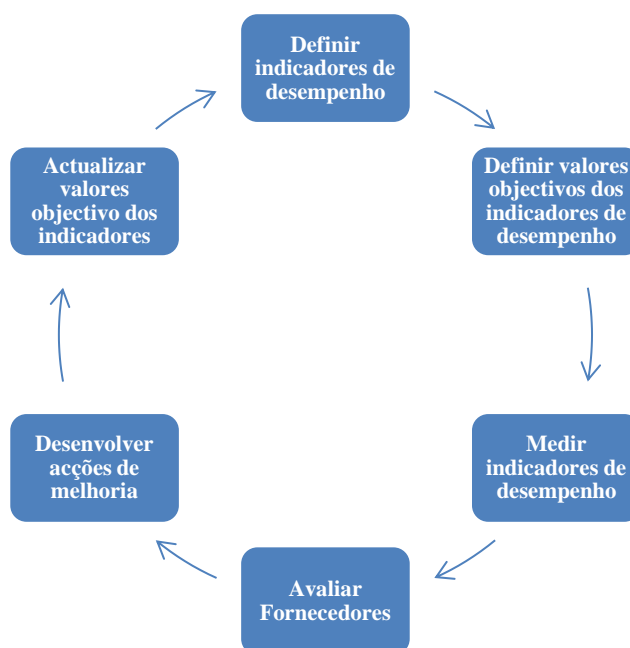 Definir
indicadores de
desempenho
Definir valores
objectivos dos
indicadores de
desempenho
Medir
indicadores de
desempenho
Avaliar
Fornecedores
Desenvolver
acções de
melhoria
Actualizar
valores
objectivo dos
indicadores